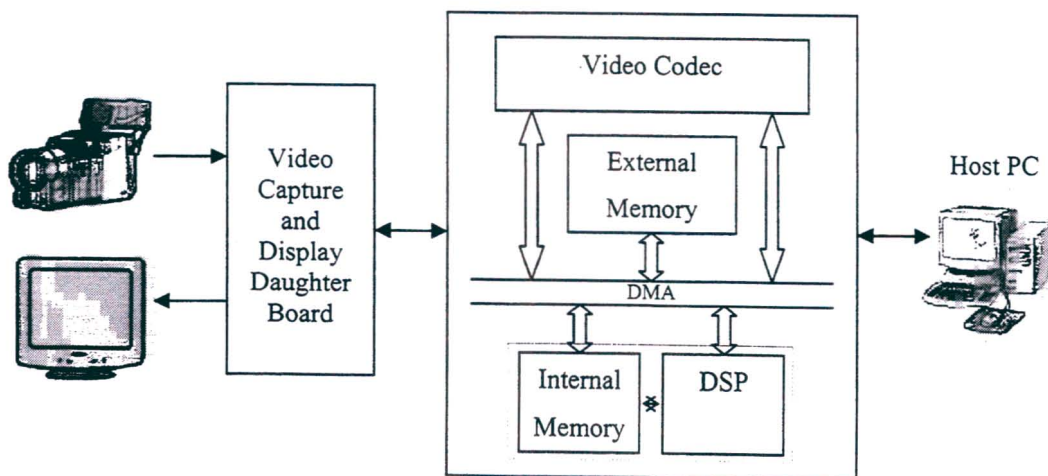 Video
Capture
and
Display
Daughter
Board
Video Codec
External
Memory
DMA
Internal
Memory
DSP
Host PC